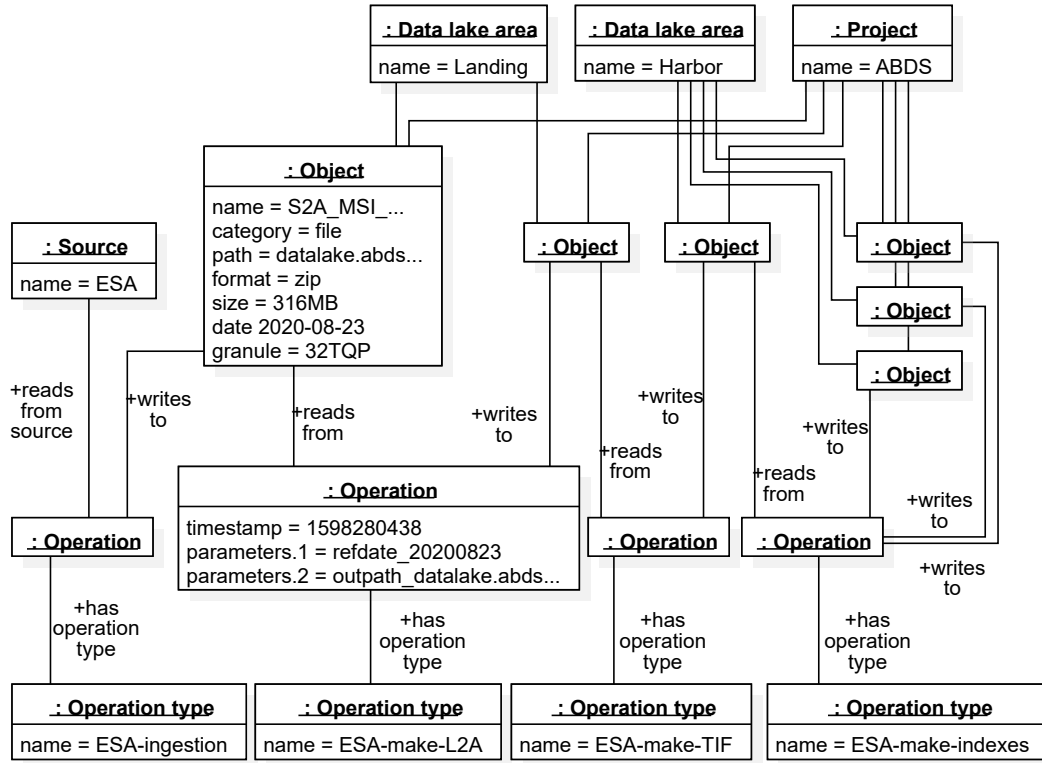 : Data lake area
name = Landing
: Data lake area
name = Harbor
: Project
name = ABDS
: Object
name = S2A_MSI_...
category = file
path = datalake.abds...
format = zip
size = 316MB
date 2020-08-23
granule = 32TQP
: Source
name = ESA
: Object
: Object
: Object
: Object
: Object
+reads
from
source
+writes
to
+reads
from
+writes
to
+reads
from
+writes
to
+reads
from
+writes
to
+writes
to
+writes
to
: Operation
: Operation
timestamp = 1598280438
parameters.1 = refdate_20200823
parameters.2 = outpath_datalake.abds...
: Operation
: Operation
+has
operation
type
+has
operation
type
+has
operation
type
+has
operation
type
: Operation type
name = ESA-ingestion
: Operation type
name = ESA-make-L2A
: Operation type
name = ESA-make-TIF
: Operation type
name = ESA-make-indexes